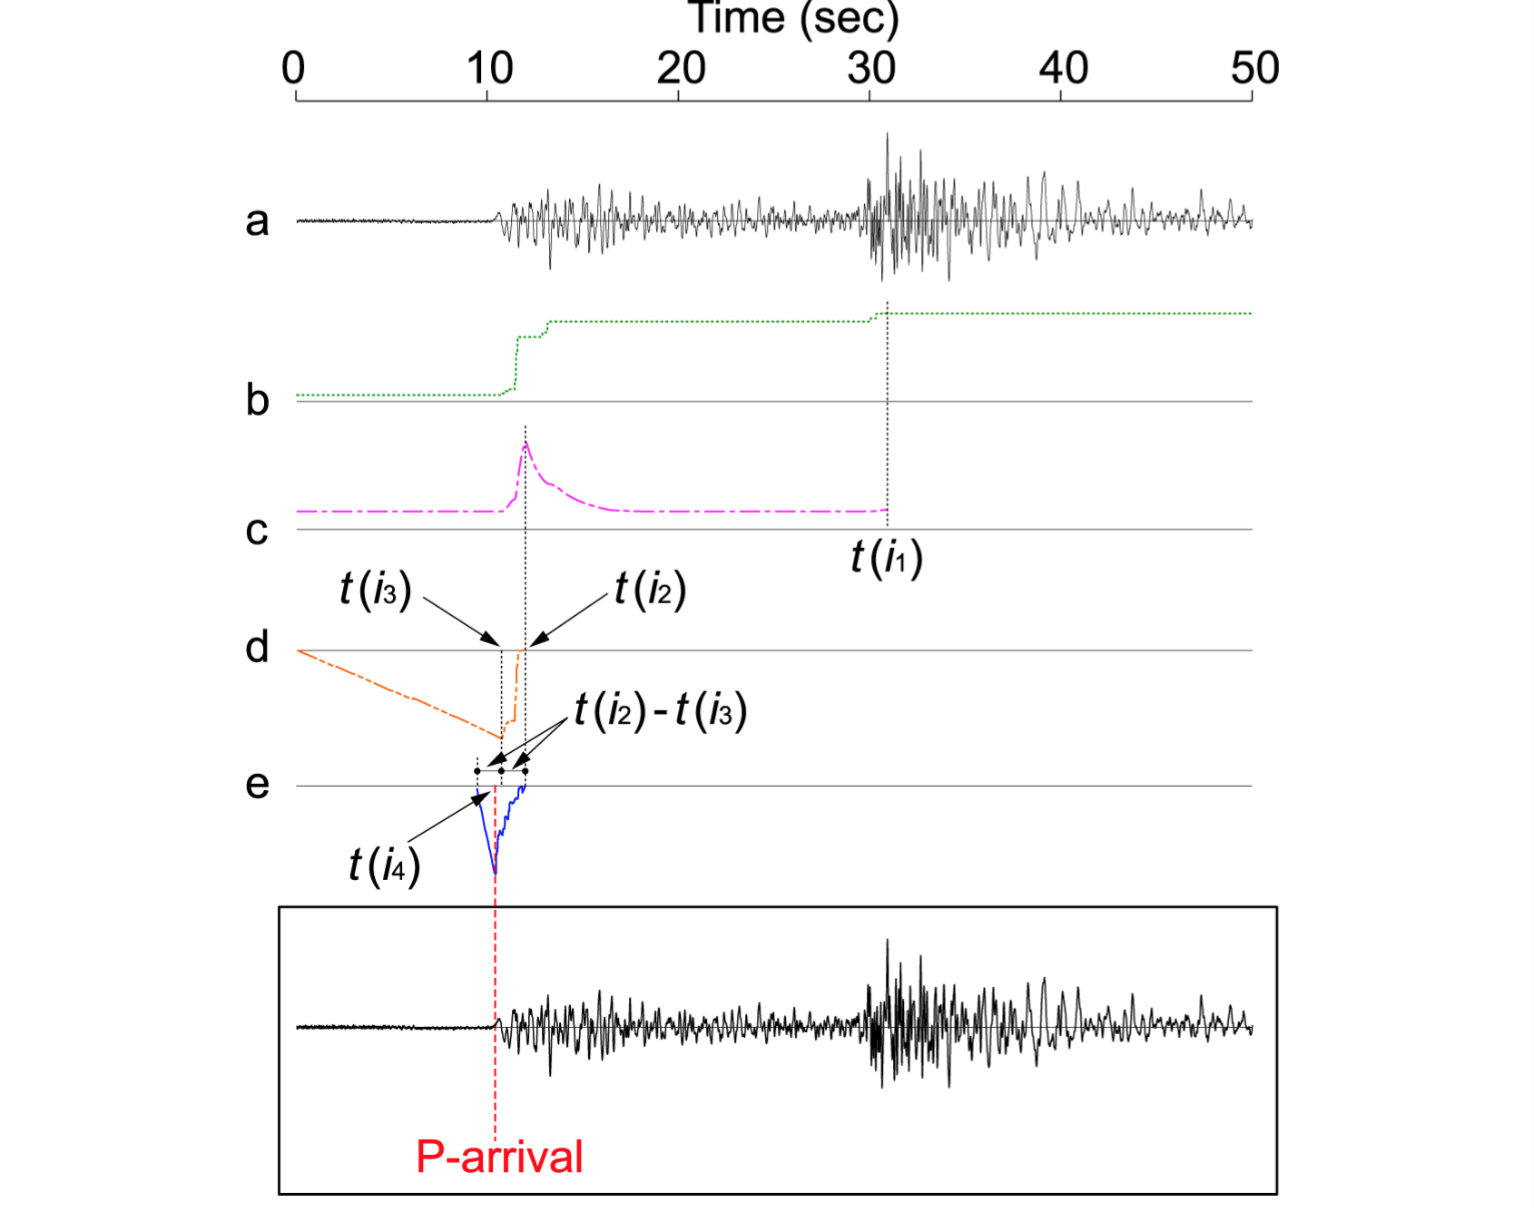 Time (sec)
0 10 20 30 40 50
a
b
c
t(i1)
t(i3) t(i2)
d
t(i2)-t(i3)
e
t(i4)
P-arrival